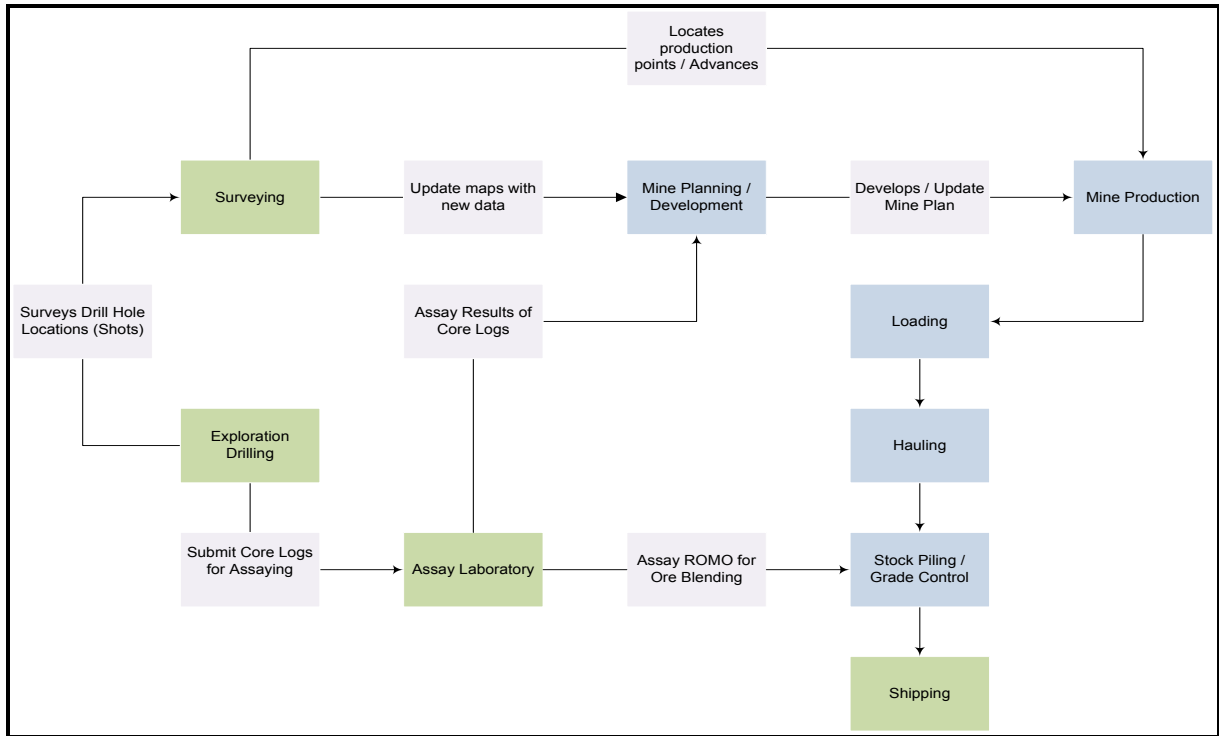 Locates
production
points / Advances
Surveying
Update maps with
new data
Mine Planning /
Development
Develops / Update
Mine Plan
Mine Production
Surveys Drill Hole
Locations (Shots)
Assay Results of
Core Logs
Loading
Exploration
Drilling
Hauling
Submit Core Logs
for Assaying
Assay Laboratory
Assay ROMO for
Ore Blending
Stock Piling /
Grade Control
Shipping